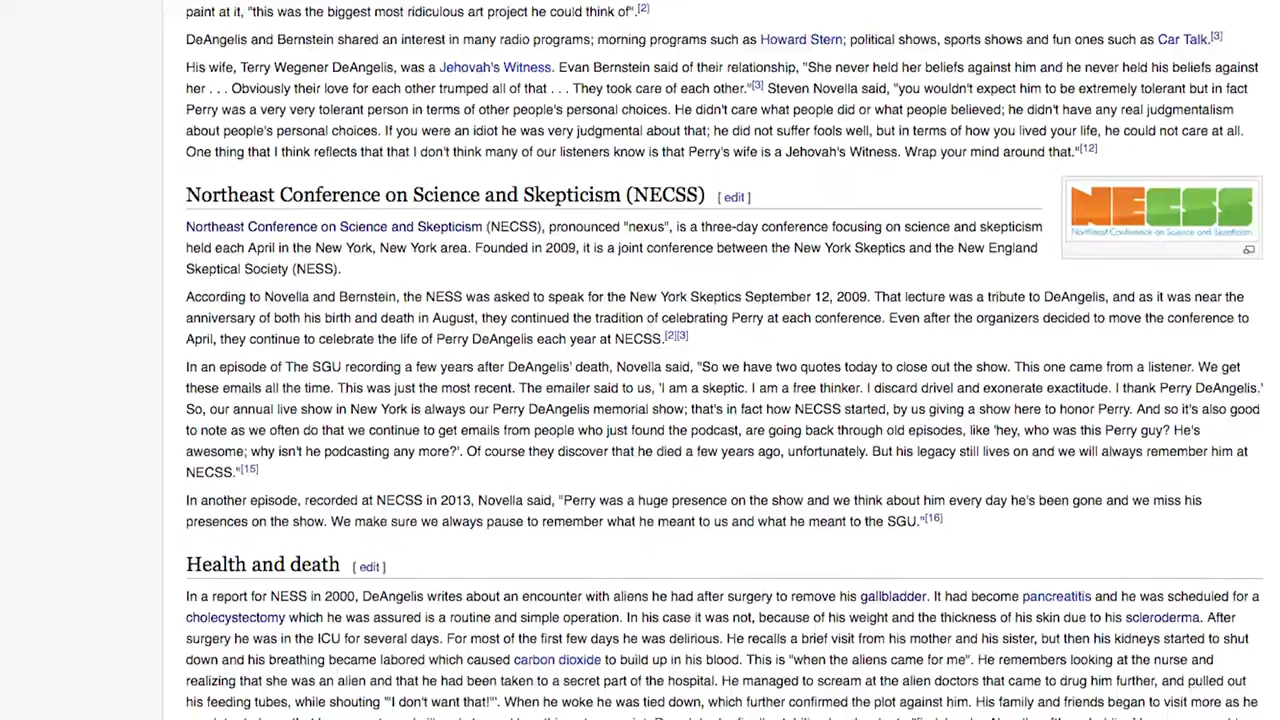 paint at it, "this was the biggest most ridiculous art project he could think of".[2]
DeAngelis and Bernstein shared an interest in many radio programs; morning programs such as Howard Stern; political shows, sports shows and fun ones such as Car Talk.[3]
His wife, Terry Wegener DeAngelis, was a Jehovah's Witness. Evan Bernstein said of their relationship, "She never held her beliefs against him and he never held his beliefs against
her . . . Obviously their love for each other trumped all of that . . . They took care of each other."[3] Steven Novella said, "you wouldn't expect him to be extremely tolerant but in fact
Perry was a very very tolerant person in terms of other people's personal choices. He didn't care what people did or what people believed; he didn't have any real judgmentalism
about people's personal choices. If you were an idiot he was very judgmental about that; he did not suffer fools well, but in terms of how you lived your life, he could not care at all.
One thing that I think reflects that that I don't think many of our listeners know is that Perry's wife is a Jehovah's Witness. Wrap your mind around that."[12]
Northeast Conference on Science and Skepticism (NECSS) [ edit ]
NECSS
Northeast Conference on Science and Skepticism
Northeast Conference on Science and Skepticism (NECSS), pronounced "nexus", is a three-day conference focusing on science and skepticism
held each April in the New York, New York area. Founded in 2009, it is a joint conference between the New York Skeptics and the New England
Skeptical Society (NESS).
According to Novella and Bernstein, the NESS was asked to speak for the New York Skeptics September 12, 2009. That lecture was a tribute to DeAngelis, and as it was near the
anniversary of both his birth and death in August, they continued the tradition of celebrating Perry at each conference. Even after the organizers decided to move the conference to
April, they continue to celebrate the life of Perry DeAngelis each year at NECSS.[2][3]
In an episode of The SGU recording a few years after DeAngelis' death, Novella said, "So we have two quotes today to close out the show. This one came from a listener. We get
these emails all the time. This was just the most recent. The emailer said to us, 'I am a skeptic. I am a free thinker. I discard drivel and exonerate exactitude. I thank Perry DeAngelis.'
So, our annual live show in New York is always our Perry DeAngelis memorial show; that's in fact how NECSS started, by us giving a show here to honor Perry. And so it's also good
to note as we often do that we continue to get emails from people who just found the podcast, are going back through old episodes, like 'hey, who was this Perry guy? He's
awesome; why isn't he podcasting any more?'. Of course they discover that he died a few years ago, unfortunately. But his legacy still lives on and we will always remember him at
NECSS."[15]
In another episode, recorded at NECSS in 2013, Novella said, "Perry was a huge presence on the show and we think about him every day he's been gone and we miss his
presences on the show. We make sure we always pause to remember what he meant to us and what he meant to the SGU."[16]
Health and death [ edit ]
In a report for NESS in 2000, DeAngelis writes about an encounter with aliens he had after surgery to remove his gallbladder. It had become pancreatitis and he was scheduled for a
cholecystectomy which he was assured is a routine and simple operation. In his case it was not, because of his weight and the thickness of his skin due to his scleroderma. After
surgery he was in the ICU for several days. For most of the first few days he was delirious. He recalls a brief visit from his mother and his sister, but then his kidneys started to shut
down and his breathing became labored which caused carbon dioxide to build up in his blood. This is "when the aliens came for me". He remembers looking at the nurse and
realizing that she was an alien and that he had been taken to a secret part of the hospital. He managed to scream at the alien doctors that came to drug him further, and pulled out
his feeding tubes, while shouting "'I don't want that!'". When he woke he was tied down, which further confirmed the plot against him. His family and friends began to visit more as he